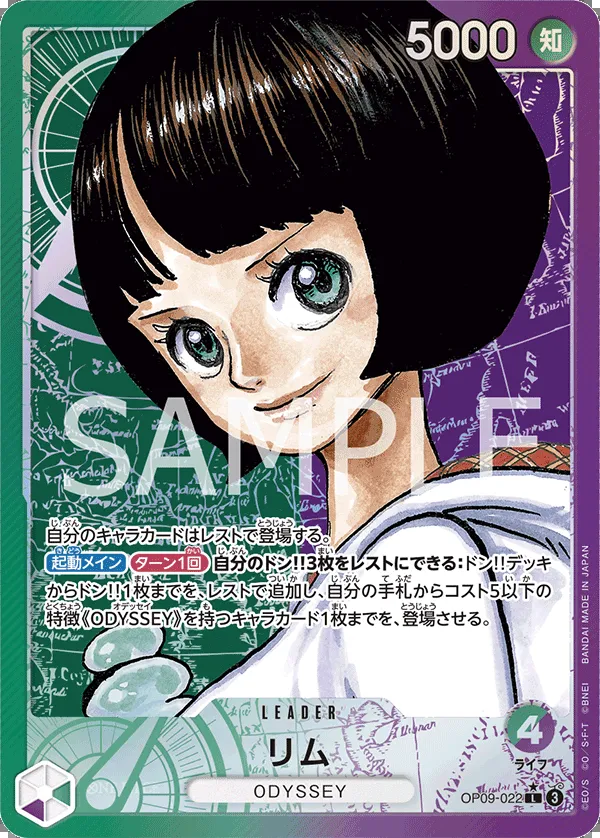 5000 知
SAMPLE
自分のキャラカードはレストで登場する。
起動メイン ターン1回 自分のドン!!3枚をレストにできる:ドン!!デッキ
からドン!!1枚までを、レストで追加し、自分の手札からコスト5以下の
特徴《ODYSSEY》を持つキャラカード1枚までを、登場させる。
LEADER
リム
4
ライフ
ODYSSEY
OP09-022 L 3
©E/S ©O/S・F・T ©BNEI BANDAI MADE IN JAPAN